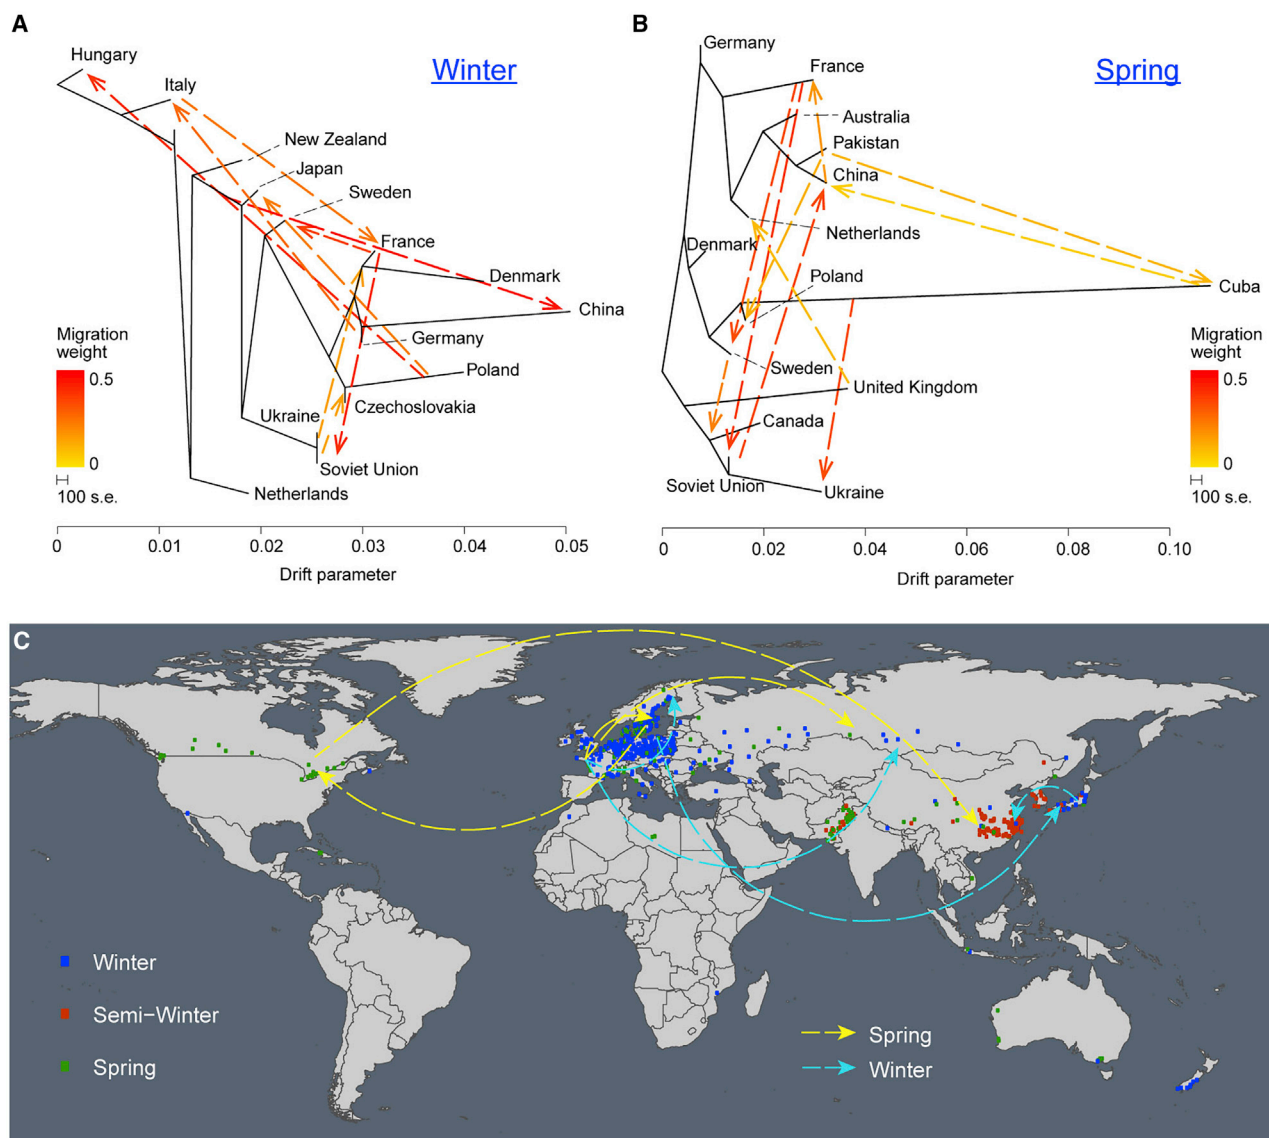 A
Winter
Hungary
Italy
New Zealand
Japan
Sweden
France
Denmark
China
Germany
Poland
Czechoslovakia
Ukraine
Soviet Union
Netherlands
Migration
weight
0.5
0
100 s.e.
0 0.01 0.02 0.03 0.04 0.05
Drift parameter
B
Spring
Germany
France
Australia
Pakistan
China
Netherlands
Denmark
Poland
Cuba
Sweden
United Kingdom
Canada
Soviet Union
Ukraine
Migration
weight
0.5
0
100 s.e.
0 0.02 0.04 0.06 0.08 0.10
Drift parameter
C
Winter
Semi-Winter
Spring
Spring
Winter